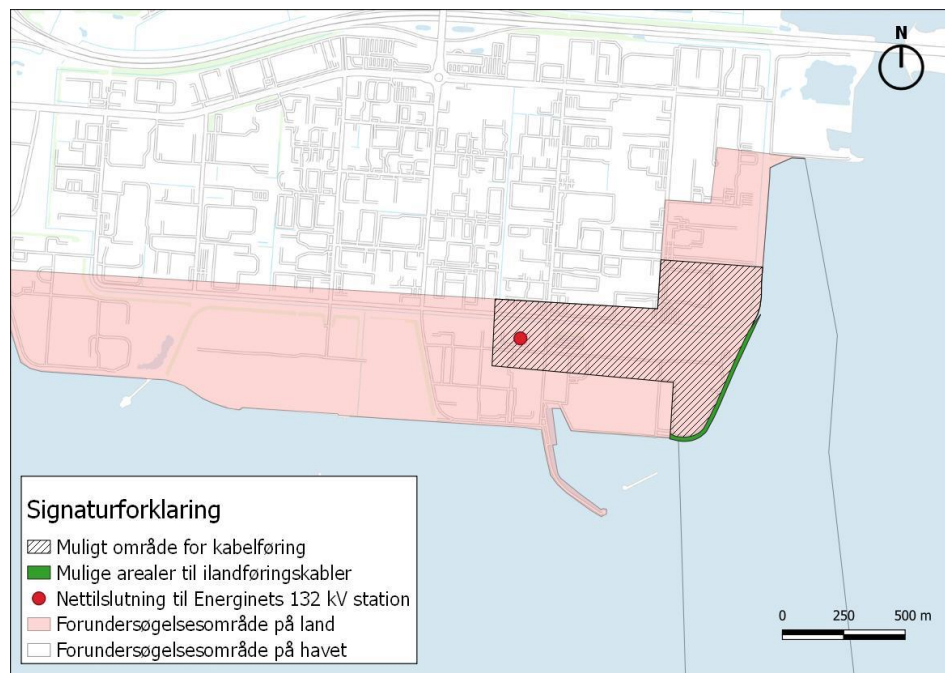 N
Signaturforklaring
Muligt område for kabelføring
Mulige arealer til ilandføringskabler
Nettilslutning til Energinets 132 kV station
Forundersøgelsesområde på land
Forundersøgelsesområde på havet
0 250 500 m